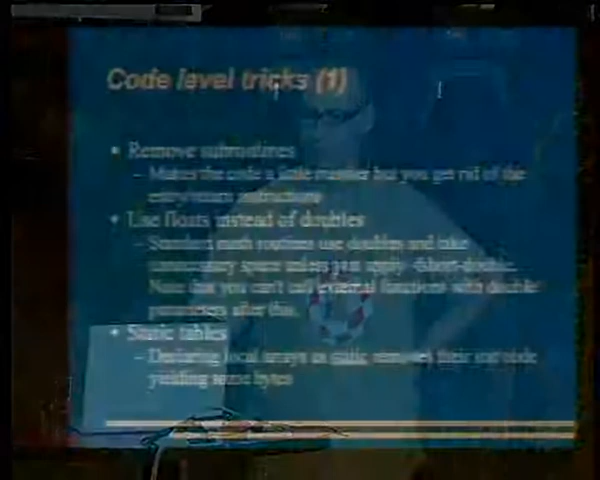 Code level tricks (1)
• Remove subroutines
– Makes the code a little messier but you get rid of the
entry/return instructions
• Use floats instead of doubles
– Standard math routines use doubles and take
unnecessary space unless you apply -fshort-double.
Note that you can't call external functions with double
parameters after this.
• Static tables
– Declaring local arrays as static removes their init code
yielding some bytes